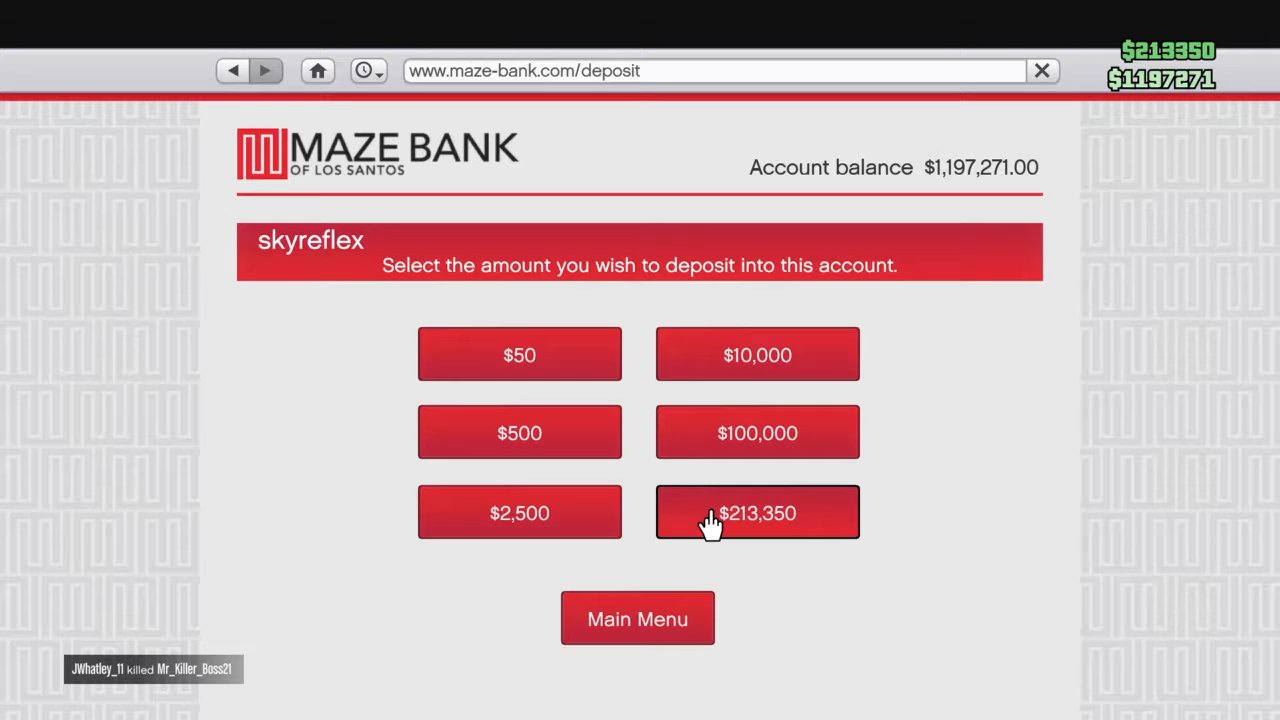 $213350
www.maze-bank.com/deposit
$1197271
MAZE BANK
OF LOS SANTOS
Account balance $1,197,271.00
skyreflex
Select the amount you wish to deposit into this account.
$50
$10,000
$500
$100,000
$2,500
$213,350
Main Menu
JWhatley_11 killed Mr_Killer_Boss21